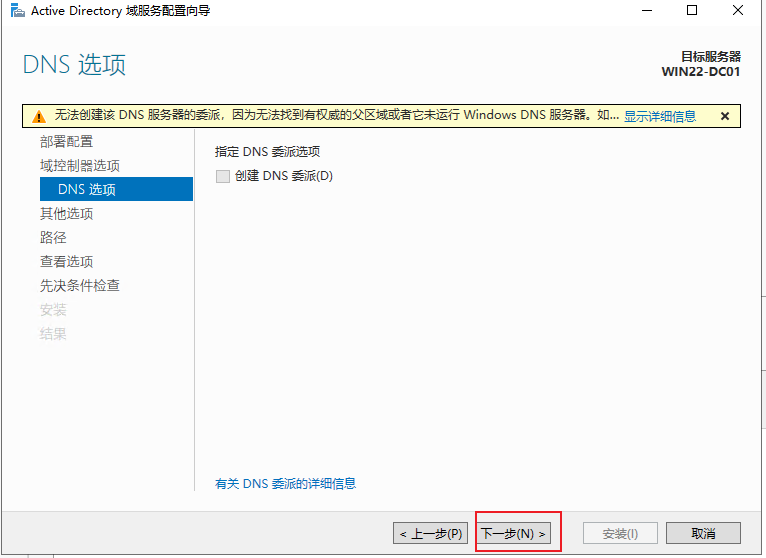 Active Directory 域服务配置向导
DNS 选项
目标服务器
WIN22-DC01
无法创建该 DNS 服务器的委派，因为无法找到有权威的父区域或者它未运行 Windows DNS 服务器。如... 显示详细信息
部署配置
域控制器选项
DNS 选项
其他选项
路径
查看选项
先决条件检查
安装
结果
指定 DNS 委派选项
创建 DNS 委派(D)
有关 DNS 委派的详细信息
< 上一步(P) 下一步(N) > 安装(I) 取消